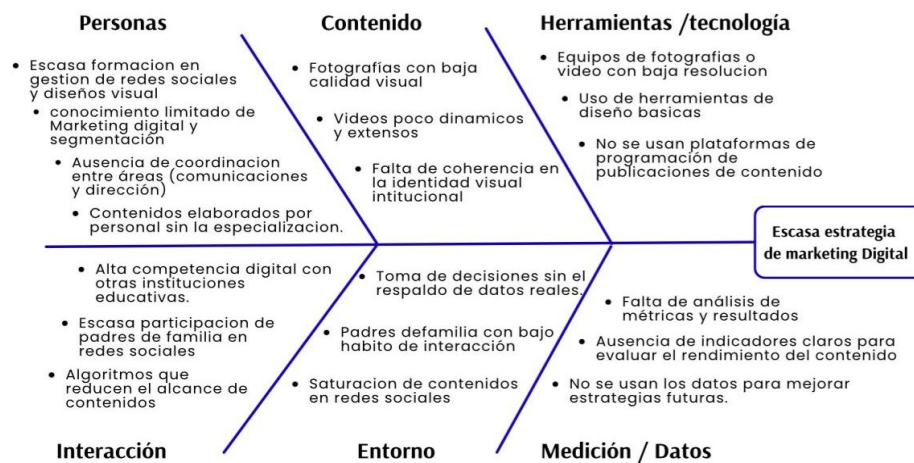 Personas
Contenido
Herramientas /tecnología
• Escasa formacion en
gestion de redes sociales
y diseños visual
• conocimiento limitado de
Marketing digital y
segmentación
• Ausencia de coordinacion
entre áreas (comunicaciones
y dirección)
• Contenidos elaborados por
personal sin la especializacion.
• Fotografías con baja
calidad visual
• Videos poco dinamicos
y extensos
• Falta de coherencia en
la identidad visual
intitucional
• Equipos de fotografias o
video con baja resolucion
• Uso de herramientas de
diseño basicas
• No se usan plataformas de
programación de
publicaciones de contenido
Escasa estrategia
de marketing Digital
• Alta competencia digital con
otras instituciones
educativas.
• Escasa participacion de
padres de familia en
redes sociales
• Algoritmos que
reducen el alcance de
contenidos
• Toma de decisiones sin el
respaldo de datos reales.
• Padres defamilia con bajo
habito de interacción
• Saturacion de contenidos
en redes sociales
• Falta de análisis de
métricas y resultados
• Ausencia de indicadores claros para
evaluar el rendimiento del contenido
• No se usan los datos para mejorar
estrategias futuras.
Interacción
Entorno
Medición / Datos